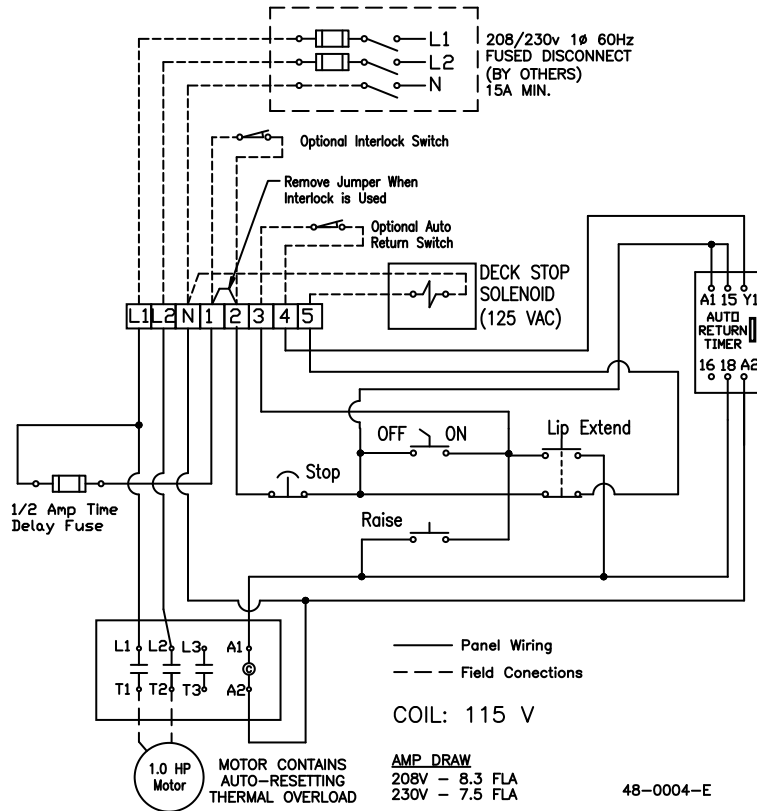 L1
L2
N
208/230v 1ø 60Hz
FUSED DISCONNECT
(BY OTHERS)
15A MIN.
Optional Interlock Switch
Remove Jumper When
Interlock is Used
Optional Auto
Return Switch
DECK STOP
SOLENOID
(125 VAC)
L1 L2 N 1 2 3 4 5
A1 15 Y1
AUTO
RETURN
TIMER
16 18 A2
OFF ON
Lip Extend
Stop
Raise
1/2 Amp Time
Delay Fuse
L1 L2 L3 A1
C
T1 T2 T3 A2
1.0 HP
Motor
MOTOR CONTAINS
AUTO-RESETTING
THERMAL OVERLOAD
Panel Wiring
Field Conections
COIL: 115 V
AMP DRAW
208V - 8.3 FLA
230V - 7.5 FLA
48-0004-E